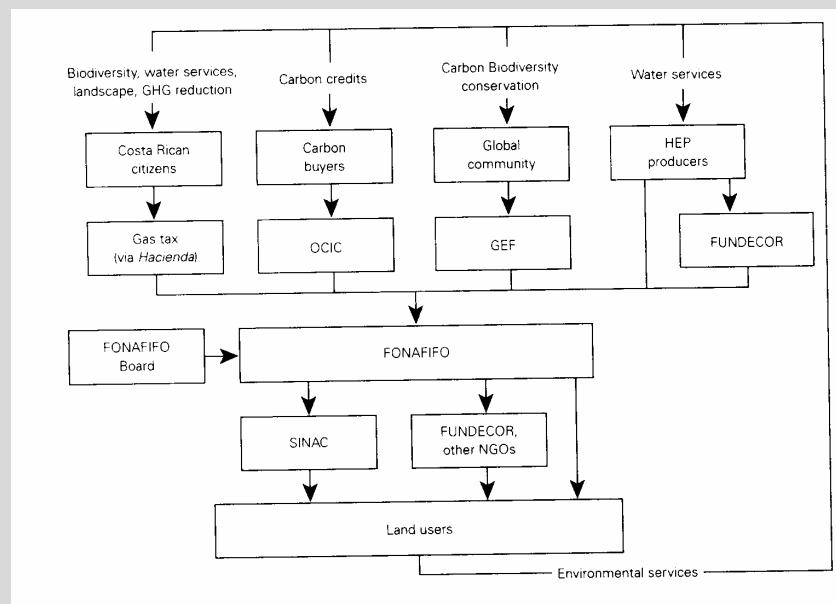 Biodiversity, water services,
landscape, GHG reduction
Carbon credits
Carbon Biodiversity
conservation
Water services
Costa Rican
citizens
Carbon
buyers
Global
community
HEP
producers
Gas tax
(via Hacienda)
OCIC
GEF
FUNDECOR
FONAFIFO
Board
FONAFIFO
SINAC
FUNDECOR,
other NGOs
Land users
Environmental services